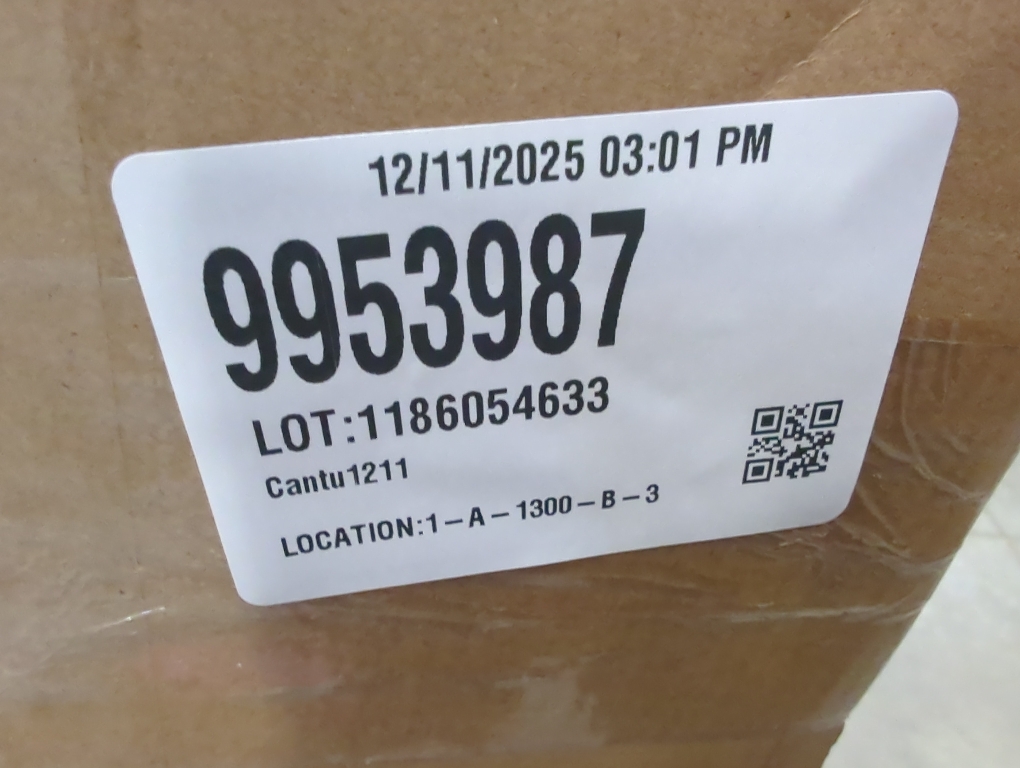 12/11/2025 03:01 PM
9953987
LOT:1186054633
Cantu1211
LOCATION:1-A-1300-B-3